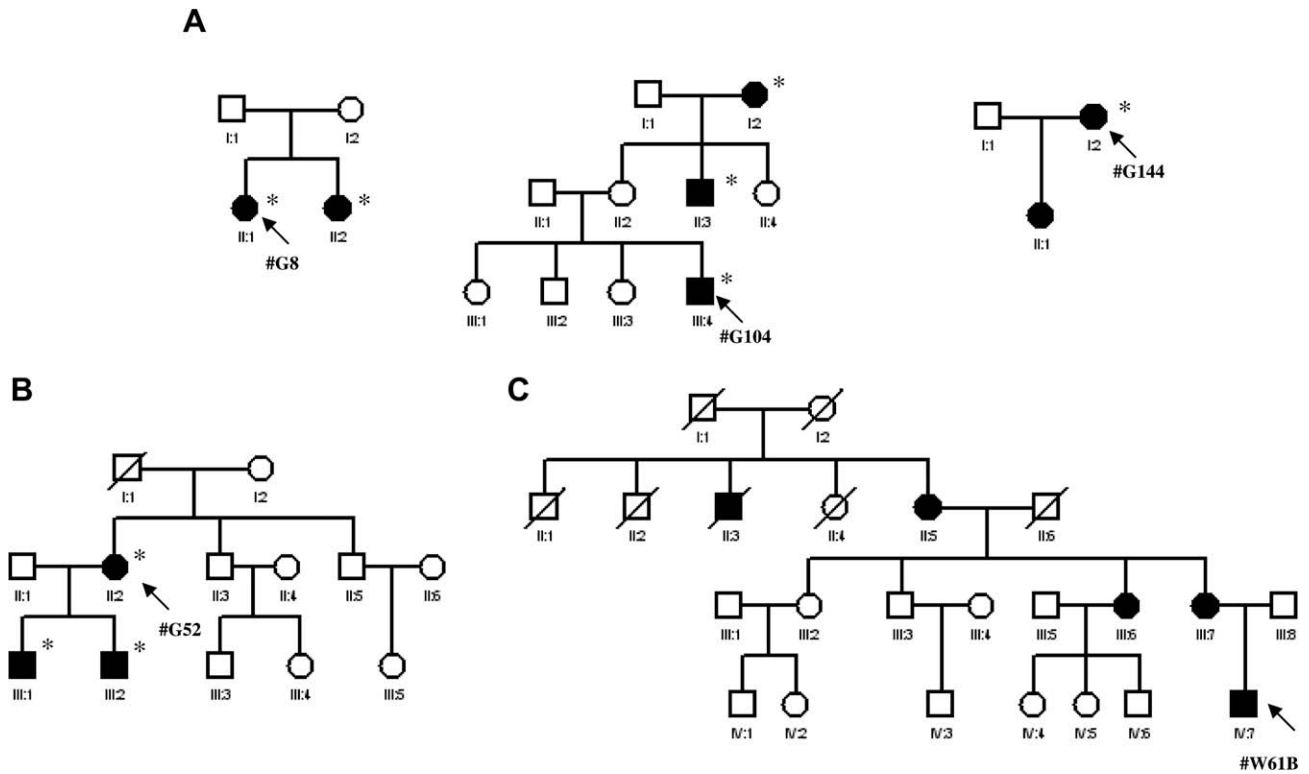 A
I:1 I:2
II:1 * II:2 *
#G8
I:1 I:2 *
II:1 II:2 II:3 * II:4
III:1 III:2 III:3 III:4 *
#G104
I:1 I:2 *
#G144
II:1
B
I:1 I:2
II:1 II:2 * II:3 II:4 II:5 II:6
#G52
III:1 * III:2 * III:3 III:4 III:5
C
I:1 I:2
II:1 II:2 II:3 II:4 II:5 II:6
III:1 III:2 III:3 III:4 III:5 III:6 III:7 III:8
IV:1 IV:2 IV:3 IV:4 IV:5 IV:6 IV:7
#W61B